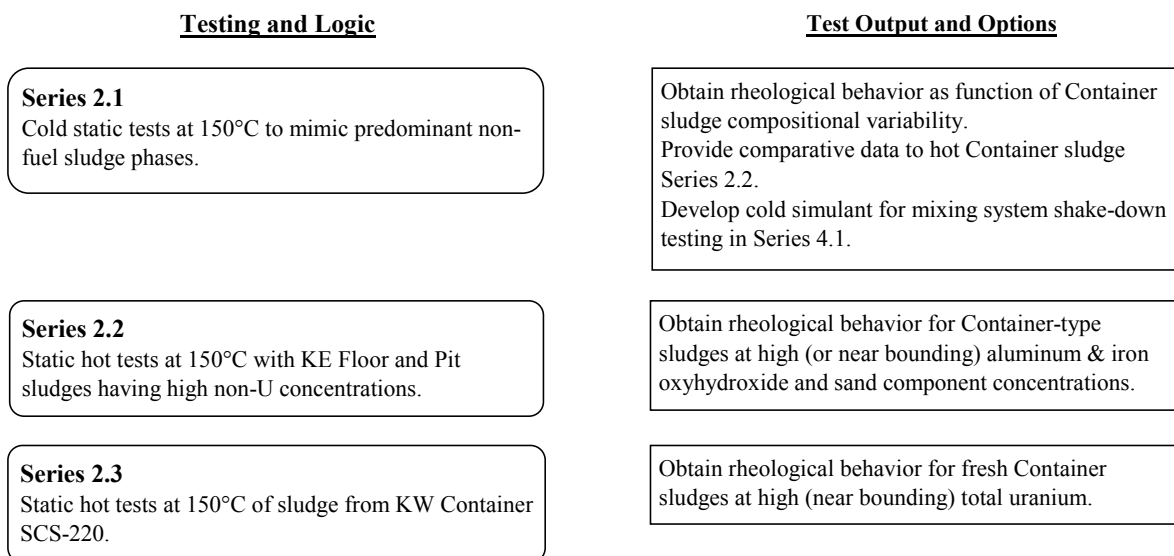 Testing and Logic
Test Output and Options
Series 2.1
Cold static tests at 150°C to mimic predominant non-
fuel sludge phases.
Obtain rheological behavior as function of Container
sludge compositional variability.
Provide comparative data to hot Container sludge
Series 2.2.
Develop cold simulant for mixing system shake-down
testing in Series 4.1.
Series 2.2
Static hot tests at 150°C with KE Floor and Pit
sludges having high non-U concentrations.
Obtain rheological behavior for Container-type
sludges at high (or near bounding) aluminum & iron
oxyhydroxide and sand component concentrations.
Series 2.3
Static hot tests at 150°C of sludge from KW Container
SCS-220.
Obtain rheological behavior for fresh Container
sludges at high (near bounding) total uranium.